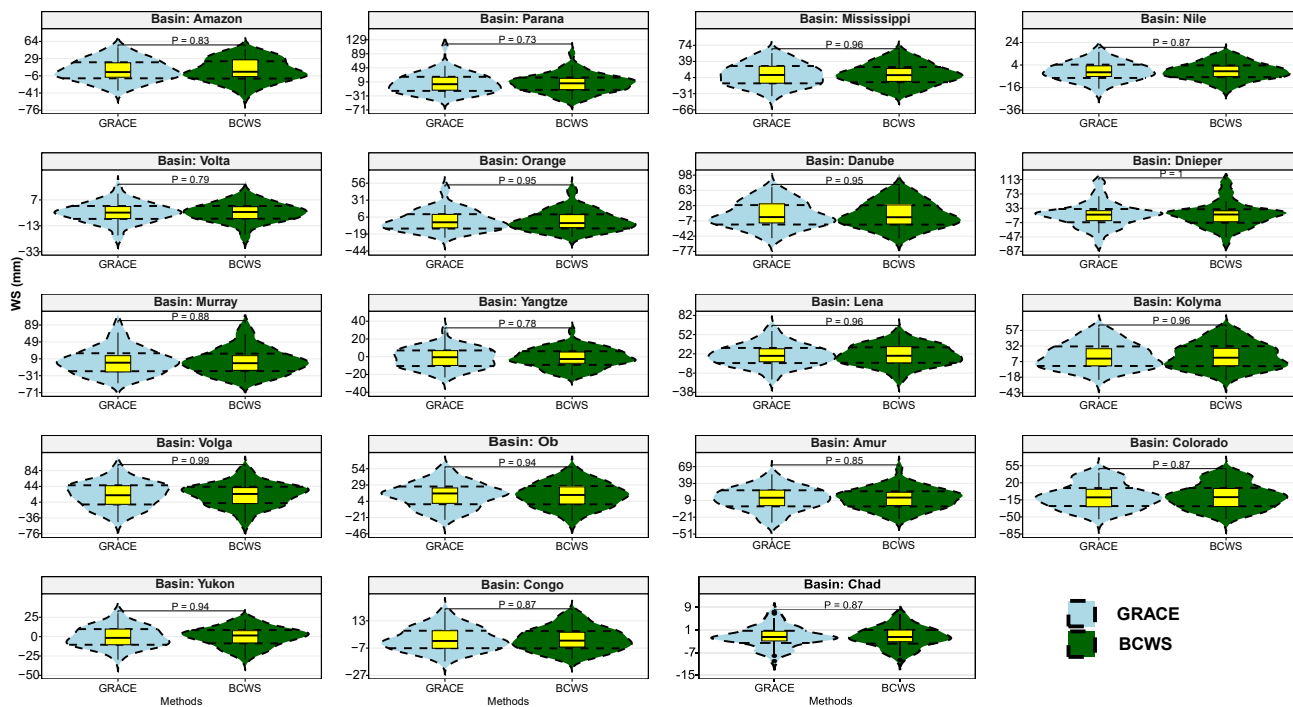 Basin: Amazon
64
29
−6
−41
−76
P = 0.83
GRACE
BCWS
Basin: Parana
129
89
49
9
−31
−71
P = 0.73
GRACE
BCWS
Basin: Mississippi
74
39
4
−31
−66
P = 0.96
GRACE
BCWS
Basin: Nile
24
4
−16
−36
P = 0.87
GRACE
BCWS
WS (mm)
Basin: Volta
7
−13
−33
P = 0.79
GRACE
BCWS
Basin: Orange
56
31
6
−19
−44
P = 0.95
GRACE
BCWS
Basin: Danube
98
63
28
−7
−42
−77
P = 0.95
GRACE
BCWS
Basin: Dnieper
113
73
33
−7
−47
−87
P = 1
GRACE
BCWS
Basin: Murray
89
49
9
−31
−71
P = 0.88
GRACE
BCWS
Basin: Yangtze
40
20
0
−20
−40
P = 0.78
GRACE
BCWS
Basin: Lena
82
52
22
−8
−38
P = 0.96
GRACE
BCWS
Basin: Kolyma
57
32
7
−18
−43
P = 0.96
GRACE
BCWS
Basin: Volga
84
44
4
−36
−76
P = 0.99
GRACE
BCWS
Basin: Ob
54
29
4
−21
−46
P = 0.94
GRACE
BCWS
Basin: Amur
69
39
9
−21
−51
P = 0.85
GRACE
BCWS
Basin: Colorado
55
20
−15
−50
−85
P = 0.87
GRACE
BCWS
Basin: Yukon
25
0
−25
−50
P = 0.94
GRACE
BCWS
Methods
Basin: Congo
13
−7
−27
P = 0.87
GRACE
BCWS
Methods
Basin: Chad
9
1
−7
−15
P = 0.87
GRACE
BCWS
Methods
GRACE
BCWS